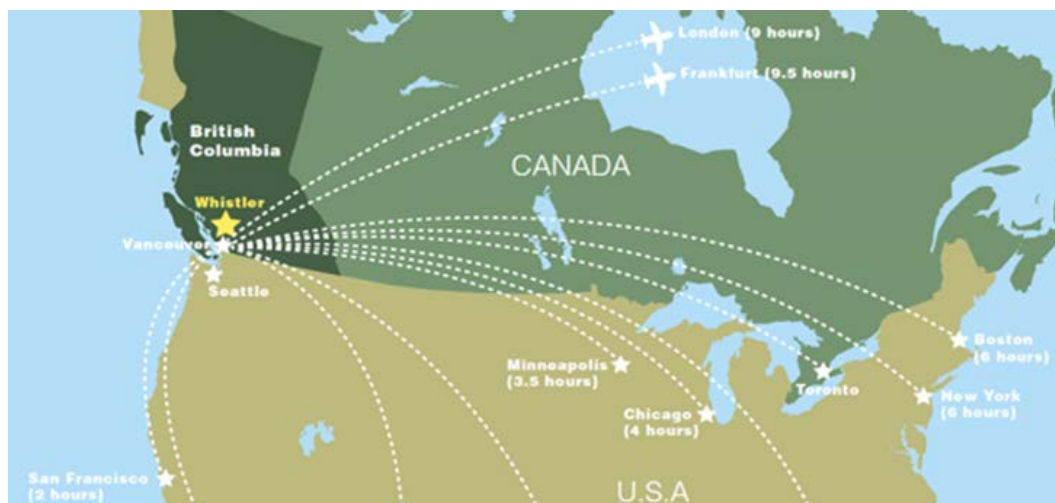 London (9 hours)
Frankfurt (9.5 hours)
British
Columbia
CANADA
Whistler
Vancouver
Seattle
Boston
(6 hours)
Minneapolis
(3.5 hours)
Toronto
New York
(6 hours)
Chicago
(4 hours)
San Francisco
(2 hours)
U.S.A